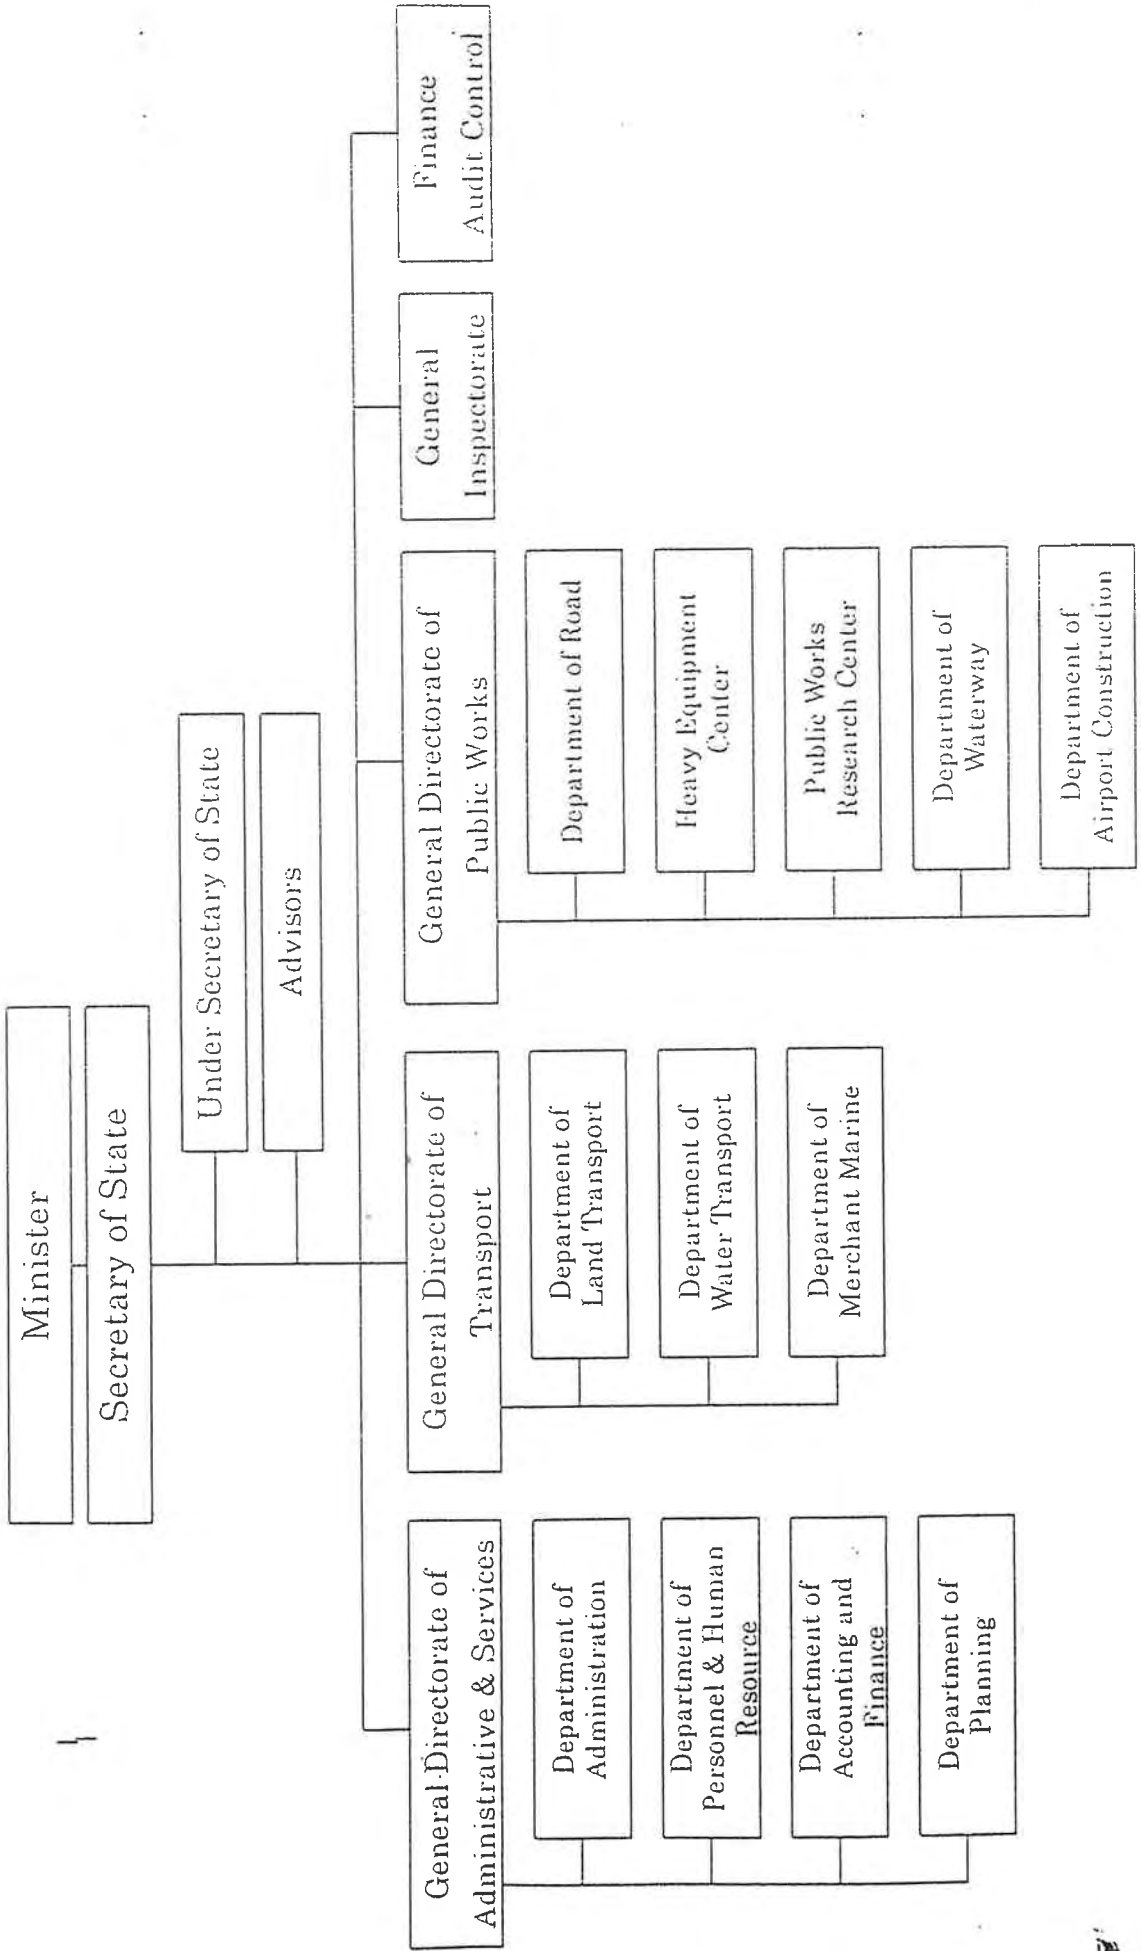 Minister
Secretary of State
Under Secretary of State
Advisors
General Directorate of
Administrative & Services
Department of
Administration
Department of
Personnel & Human
Resource
Department of
Accounting and
Finance
Department of
Planning
General Directorate of
Transport
Department of
Land Transport
Department of
Water Transport
Department of
Merchant Marine
General Directorate of
Public Works
Department of Road
Heavy Equipment
Center
Public Works
Research Center
Department of
Waterway
Department of
Airport Construction
General
Inspectorate
Finance
Audit Control